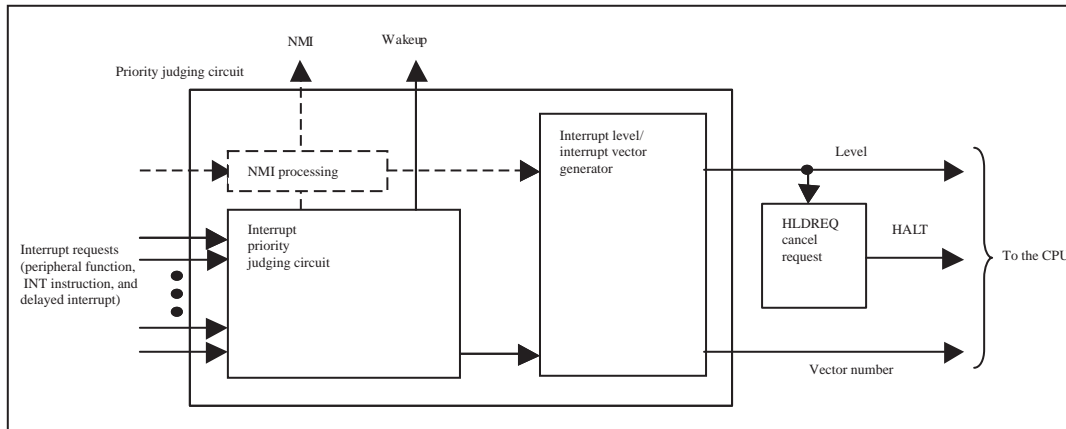 NMI
Wakeup
Priority judging circuit
NMI processing
Interrupt level/
interrupt vector
generator
Level
Interrupt
priority
judging circuit
HLDREQ
cancel
request
HALT
Interrupt requests
(peripheral function,
INT instruction, and
delayed interrupt)
To the CPU
Vector number